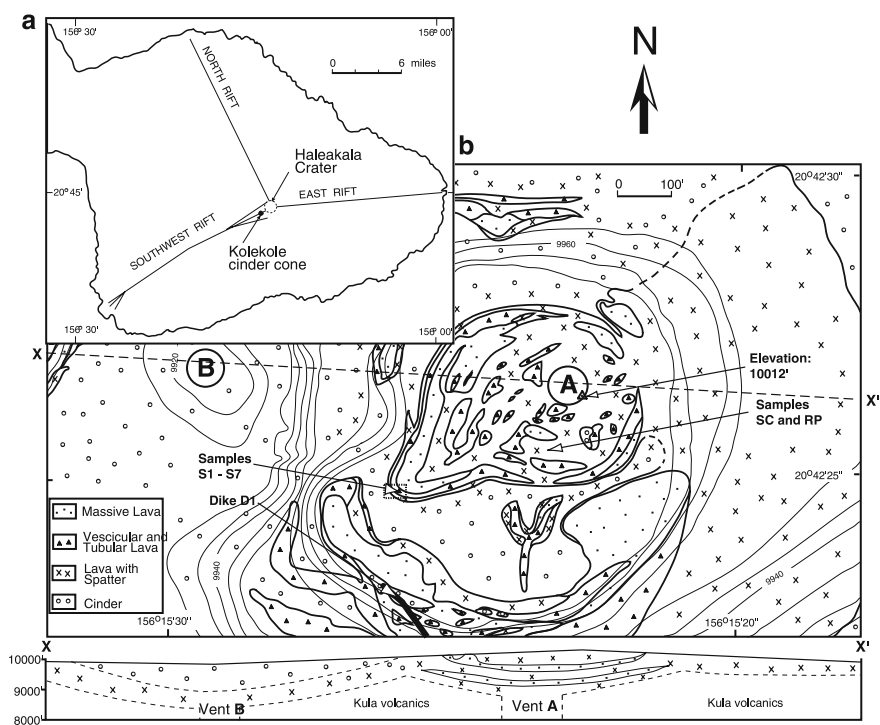 a
156° 30'
156° 00'
0 6 miles
NORTH RIFT
Haleakala
Crater
20°45'
EAST RIFT
SOUTHWEST RIFT
Kolekole
cinder cone
156° 30'
156° 00'
N
b
0 100'
20°42'30"
9960
X
B
9920
A
Elevation:
10012'
X'
Samples
SC and RP
Samples
S1 - S7
20°42'25"
Dike D1
Massive Lava
Vescicular and
Tubular Lava
Lava with
Spatter
Cinder
9940
9940
156°15'30"
156°15'20"
X
X'
10000
9000
8000
Vent B
Kula volcanics
Vent A
Kula volcanics